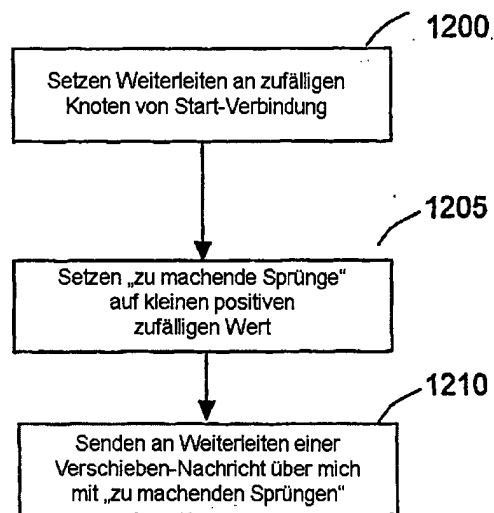 1200
Setzen Weiterleiten an zufälligen
Knoten von Start-Verbindung
1205
Setzen „zu machende Sprünge“
auf kleinen positiven
zufälligen Wert
1210
Senden an Weiterleiten einer
Verschieben-Nachricht über mich
mit „zu machenden Sprüngen“